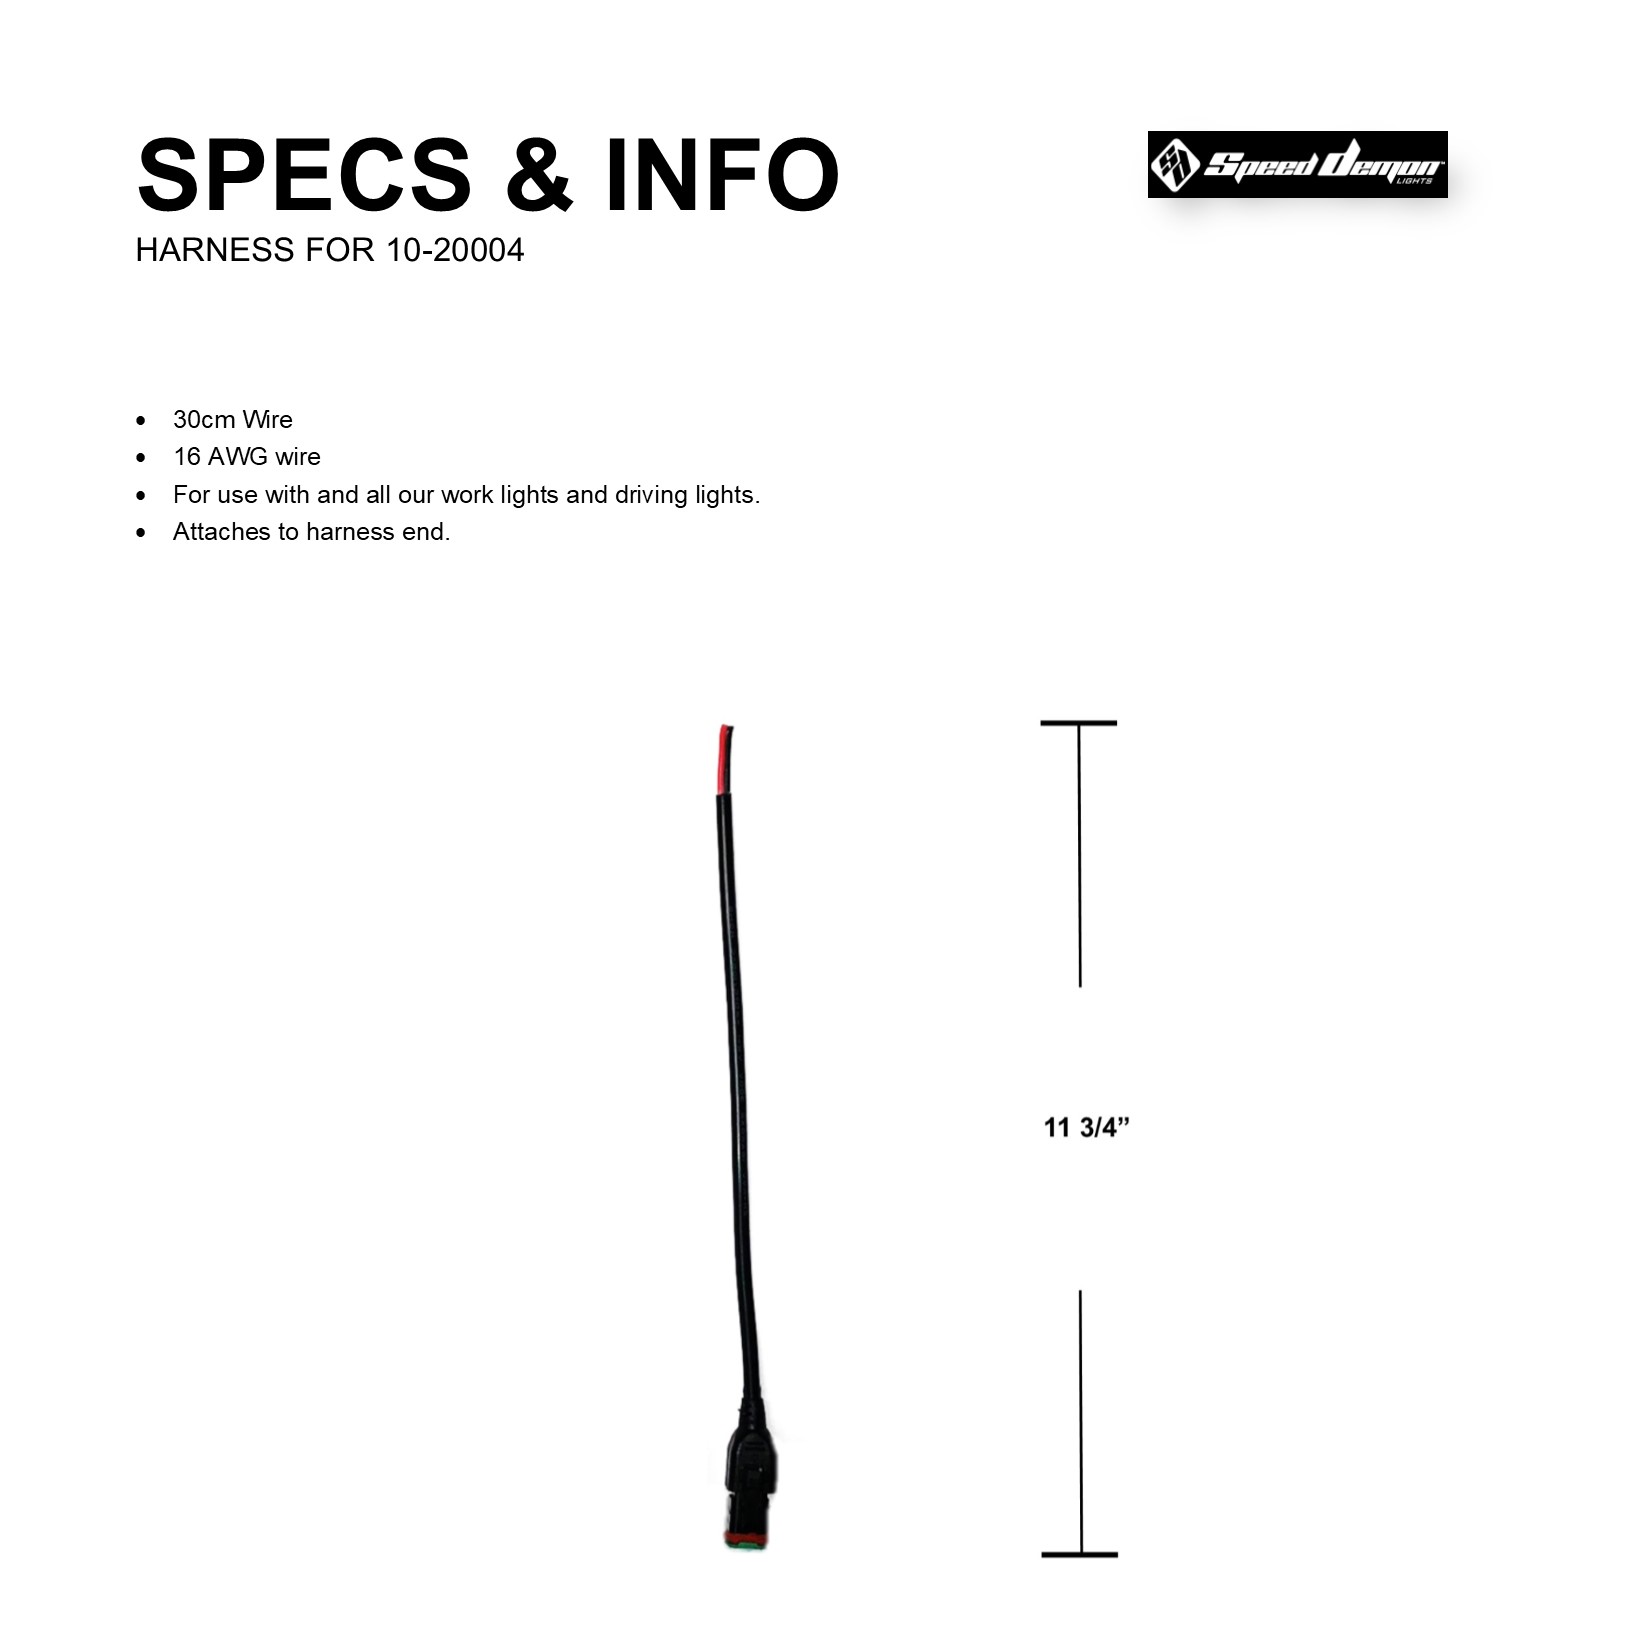 SPECS & INFO
Speed Demon™
LIGHTS
HARNESS FOR 10-20004
• 30cm Wire
• 16 AWG wire
• For use with and all our work lights and driving lights.
• Attaches to harness end.
11 3/4”